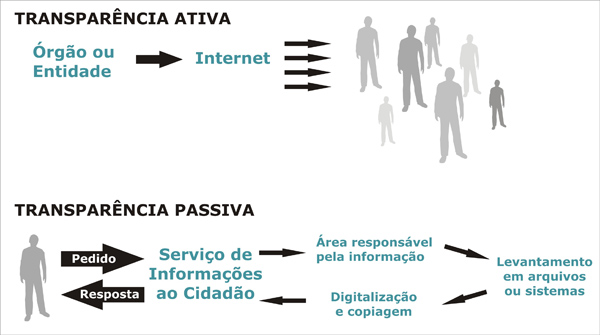 TRANSPARÊNCIA ATIVA
Órgão ou
Entidade
Internet
TRANSPARÊNCIA PASSIVA
Pedido
Resposta
Serviço de
Informações
ao Cidadão
Área responsável
pela informação
Levantamento
em arquivos
ou sistemas
Digitalização
e copiagem